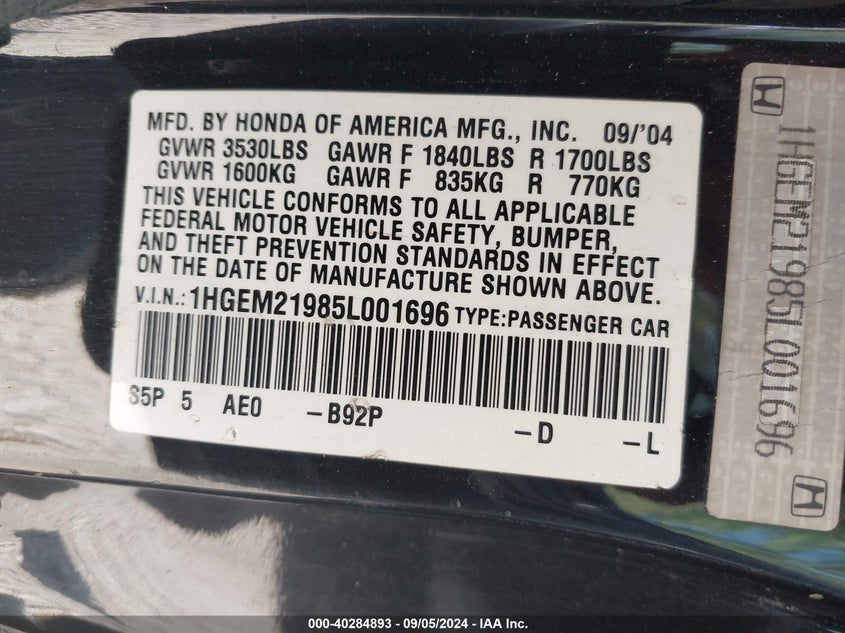 MFD. BY HONDA OF AMERICA MFG., INC. 09/'04
GVWR 3530LBS GAWR F 1840LBS R 1700LBS
GVWR 1600KG GAWR F 835KG R 770KG
THIS VEHICLE CONFORMS TO ALL APPLICABLE
FEDERAL MOTOR VEHICLE SAFETY, BUMPER,
AND THEFT PREVENTION STANDARDS IN EFFECT
ON THE DATE OF MANUFACTURE SHOWN ABOVE.
V.I.N.: 1HGEM21985L001696 TYPE:PASSENGER CAR
S5P 5 AE0 -B92P -D -L
1HGEM21985L001696
000-40284893 - 09/05/2024 - IAA Inc.